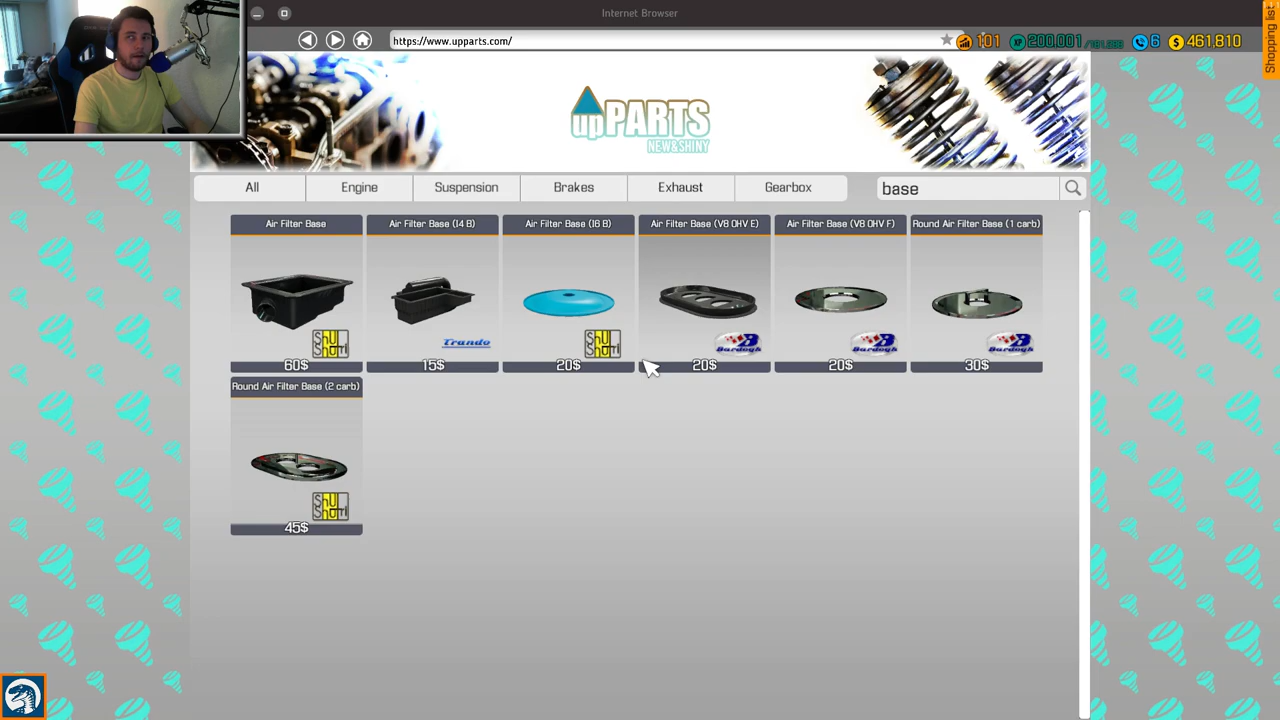 Internet Browser
https://www.upparts.com/
101
200,001
6
$ 461,810
Shopping list
upPARTS
NEW&SHINY
All
Engine
Suspension
Brakes
Exhaust
Gearbox
base
Air Filter Base
Air Filter Base (I4 B)
Air Filter Base (I6 B)
Air Filter Base (V8 OHV E)
Air Filter Base (V8 OHV F)
Round Air Filter Base (1 carb)
Trando
60$
15$
20$
20$
20$
30$
Round Air Filter Base (2 carb)
45$